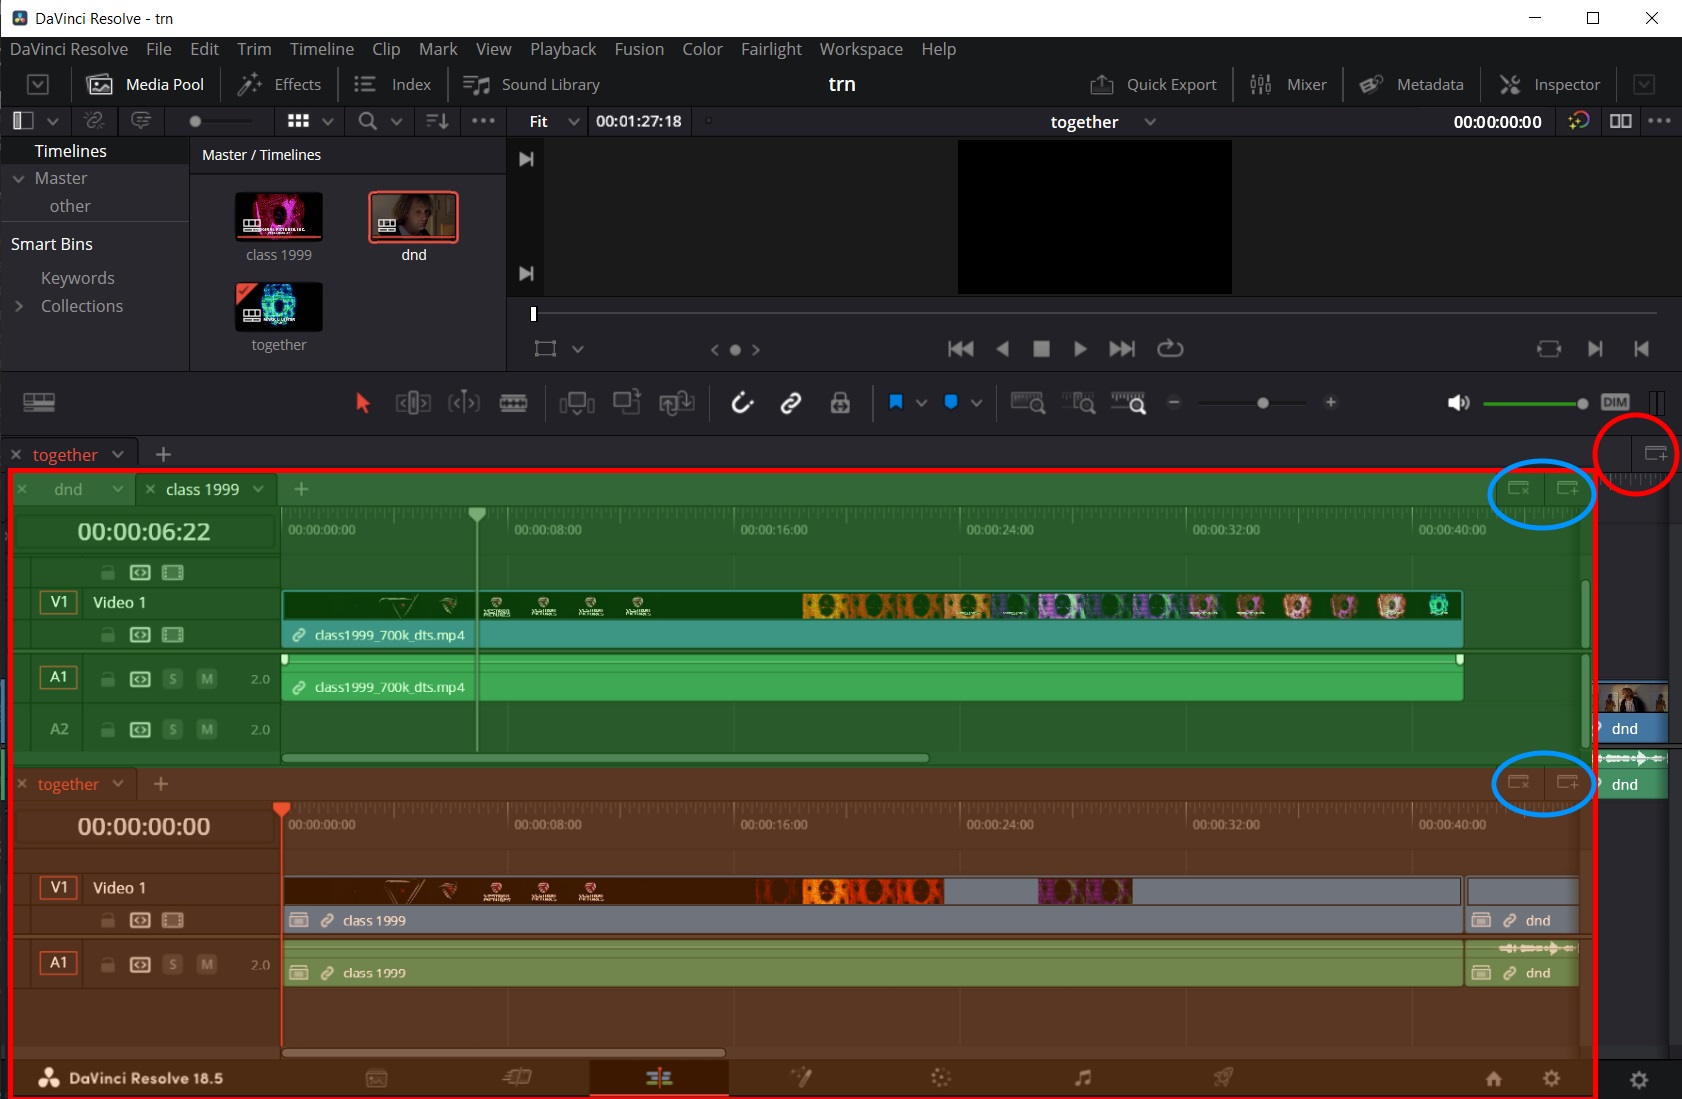 DaVinci Resolve - trn
DaVinci Resolve File Edit Trim Timeline Clip Mark View Playback Fusion Color Fairlight Workspace Help
Media Pool Effects Index Sound Library trn Quick Export Mixer Metadata Inspector
Fit 00:01:27:18 together 00:00:00:00
Timelines
Master / Timelines
Master
other
Smart Bins
Keywords
Collections
class 1999 dnd
together
DIM
together
dnd class 1999
00:00:06:22
00:00:00:00 00:00:08:00 00:00:16:00 00:00:24:00 00:00:32:00 00:00:40:00
V1 Video 1
class1999_700k_dts.mp4
A1 S M 2.0
class1999_700k_dts.mp4
A2 S M 2.0
dnd
dnd
together
00:00:00:00
00:00:00:00 00:00:08:00 00:00:16:00 00:00:24:00 00:00:32:00 00:00:40:00
V1 Video 1
class 1999 dnd
A1 S M 2.0
class 1999 dnd
DaVinci Resolve 18.5